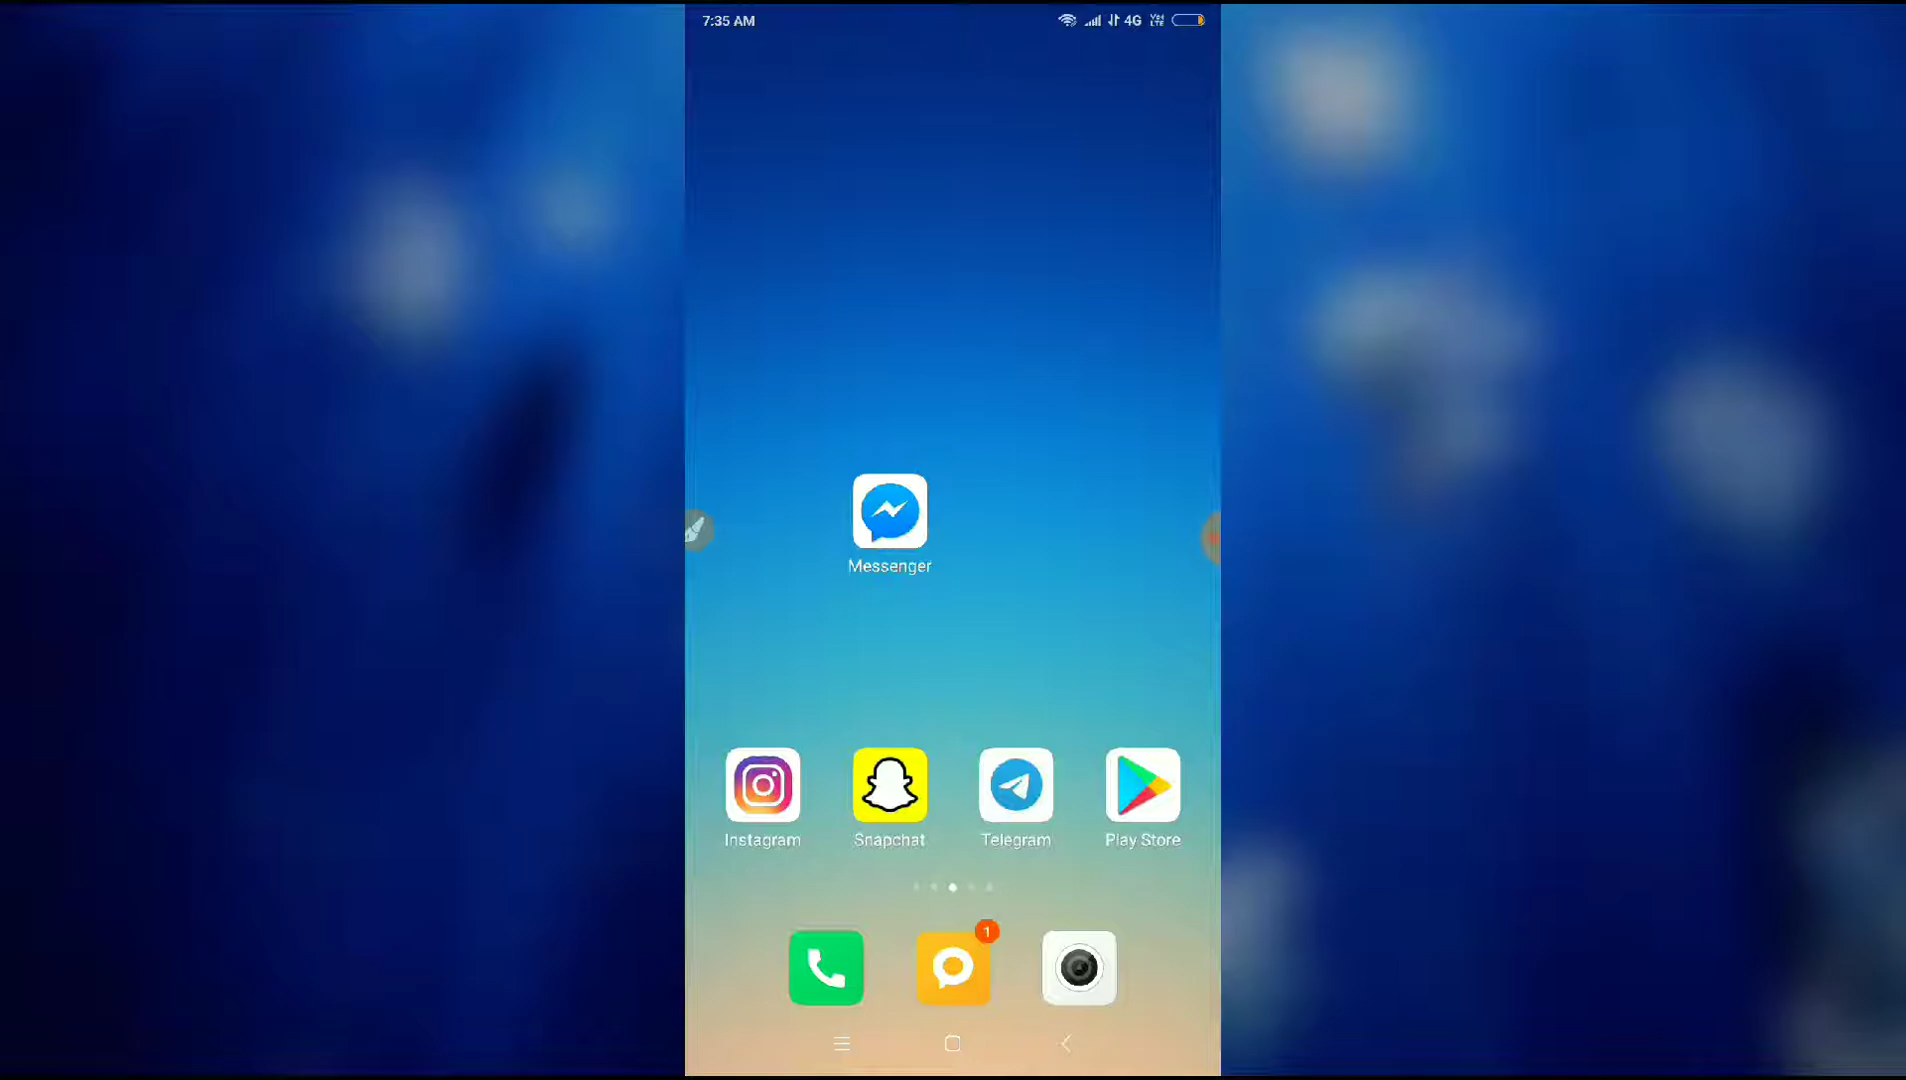 7:35 AM
4G
Messenger
Instagram
Snapchat
Telegram
Play Store
1